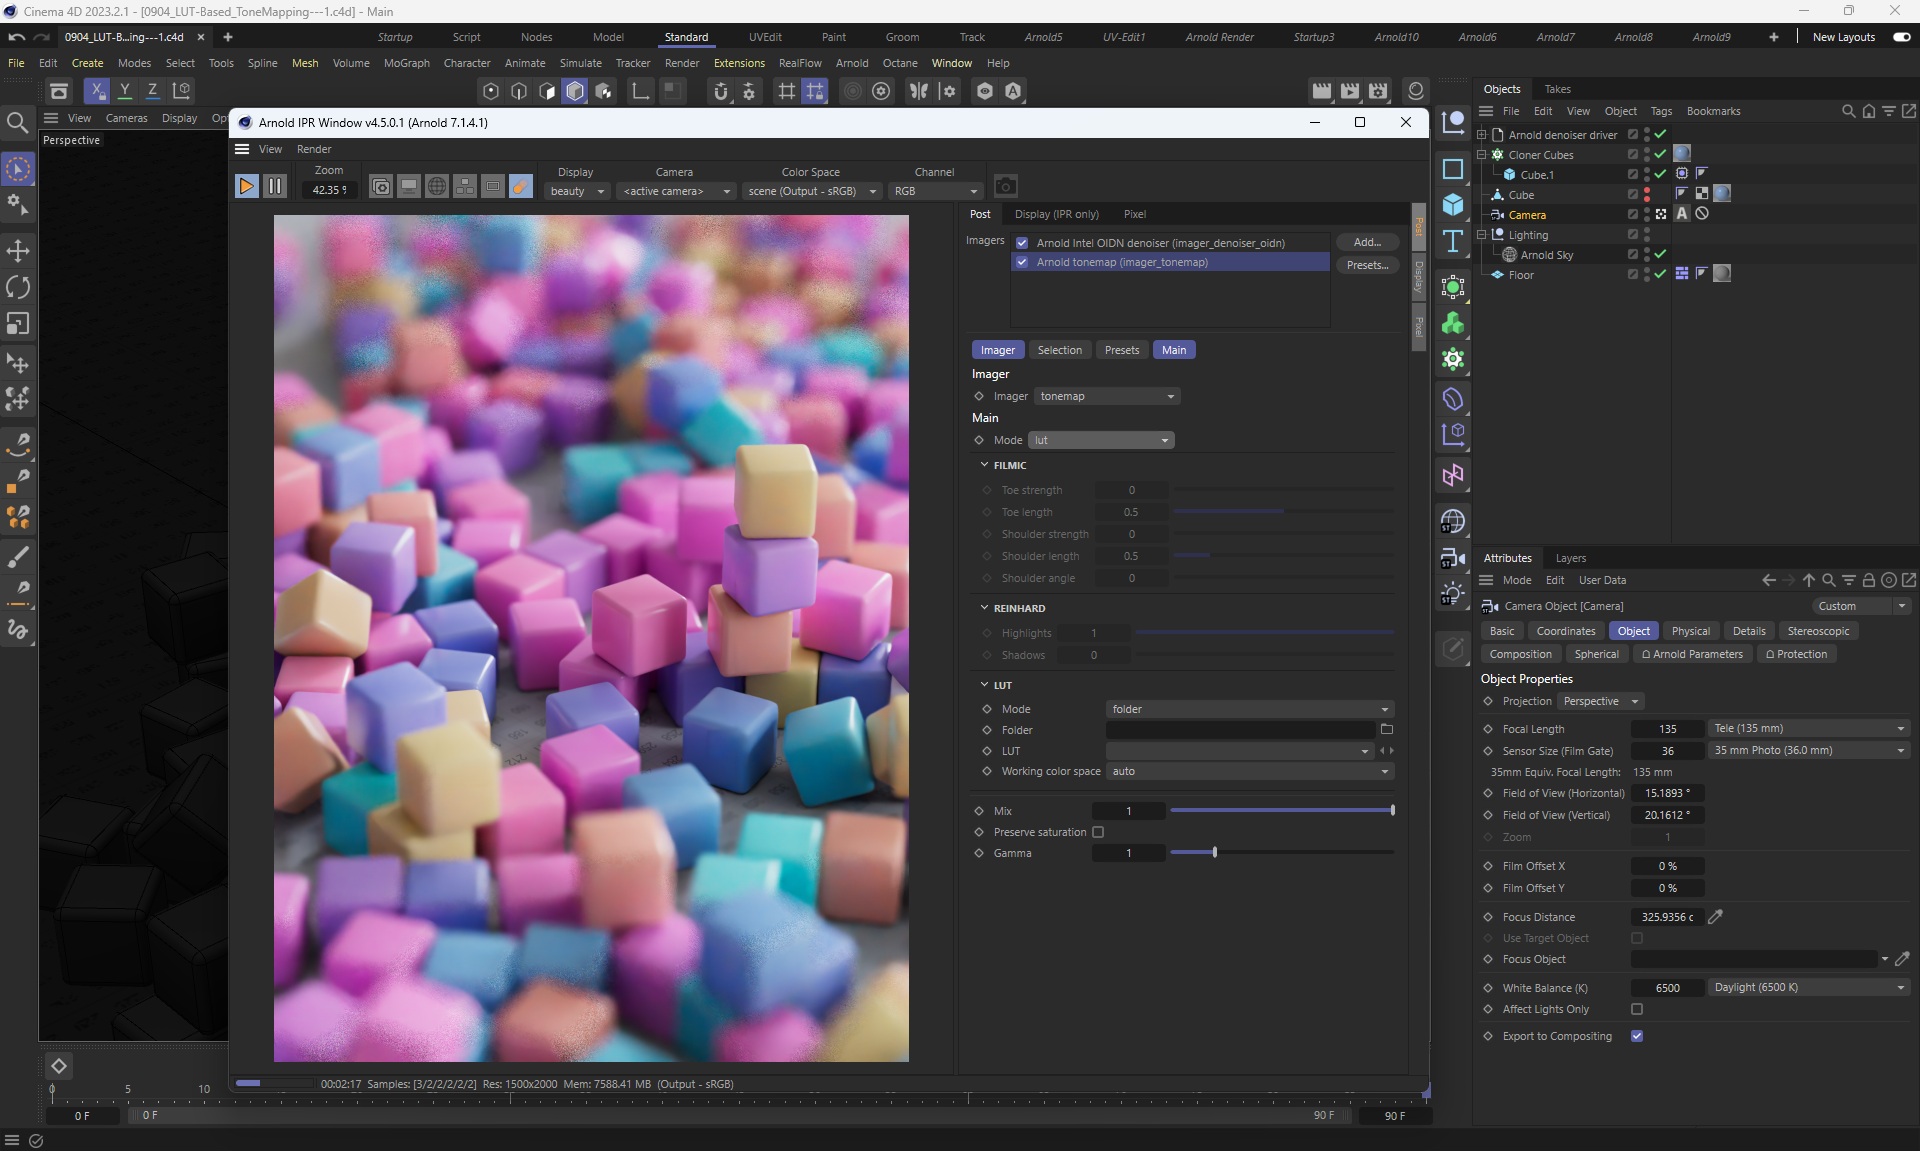 Cinema 4D 2023.2.1 - [0904_LUT-Based_ToneMapping---1.c4d] - Main
0904_LUT-B...ing---1.c4d × + Startup Script Nodes Model Standard UVEdit Paint Groom Track Arnold5 UV-Edit1 Arnold Render Startup3 Arnold10 Arnold6 Arnold7 Arnold8 Arnold9 + New Layouts
File Edit Create Modes Select Tools Spline Mesh Volume MoGraph Character Animate Simulate Tracker Render Extensions RealFlow Arnold Octane Window Help
X Y Z
View Cameras Display
Perspective
Arnold IPR Window v4.5.0.1 (Arnold 7.1.4.1)
View Render
Zoom Display Camera Color Space Channel
42.35 % beauty <active camera> scene (Output - sRGB) RGB
Post Display (IPR only) Pixel
Imagers
Arnold Intel OIDN denoiser (imager_denoiser_oidn)
Arnold tonemap (imager_tonemap)
Add...
Presets...
Post
Display
Pixel
Imager Selection Presets Main
Imager
Imager tonemap
Main
Mode lut
FILMIC
Toe strength 0
Toe length 0.5
Shoulder strength 0
Shoulder length 0.5
Shoulder angle 0
REINHARD
Highlights 1
Shadows 0
LUT
Mode folder
Folder
LUT
Working color space auto
Mix 1
Preserve saturation
Gamma 1
00:02:17 Samples: [3/2/2/2/2/2] Res: 1500x2000 Mem: 7588.41 MB (Output - sRGB)
Objects Takes
File Edit View Object Tags Bookmarks
Arnold denoiser driver
Cloner Cubes
Cube.1
Cube
Camera
Lighting
Arnold Sky
Floor
Attributes Layers
Mode Edit User Data
Camera Object [Camera] Custom
Basic Coordinates Object Physical Details Stereoscopic
Composition Spherical Arnold Parameters Protection
Object Properties
Projection Perspective
Focal Length 135 Tele (135 mm)
Sensor Size (Film Gate) 36 35 mm Photo (36.0 mm)
35mm Equiv. Focal Length: 135 mm
Field of View (Horizontal) 15.1893 °
Field of View (Vertical) 20.1612 °
Zoom 1
Film Offset X 0 %
Film Offset Y 0 %
Focus Distance 325.9356 c
Use Target Object
Focus Object
White Balance (K) 6500 Daylight (6500 K)
Affect Lights Only
Export to Compositing
0 5 10
0 F 0 F 90 F 90 F